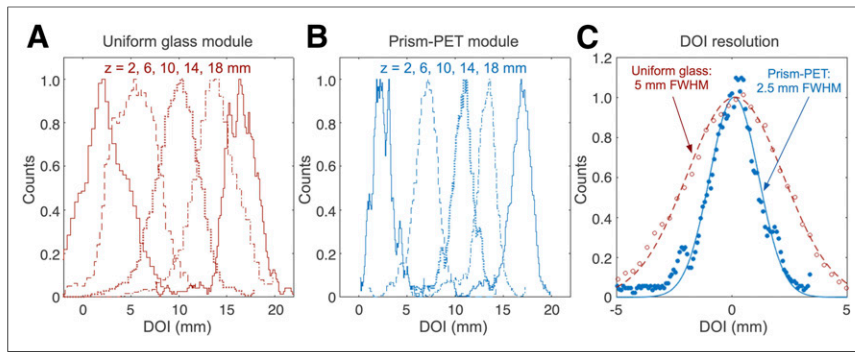 A Uniform glass module
z = 2, 6, 10, 14, 18 mm
Counts
1.0
0.8
0.6
0.4
0.2
0
0 5 10 15 20
DOI (mm)
B Prism-PET module
z = 2, 6, 10, 14, 18 mm
Counts
1.0
0.8
0.6
0.4
0.2
0
0 5 10 15 20
DOI (mm)
C DOI resolution
Uniform glass:
5 mm FWHM
Prism-PET:
2.5 mm FWHM
Counts
1.2
1.0
0.8
0.6
0.4
0.2
0
-5 0 5
DOI (mm)